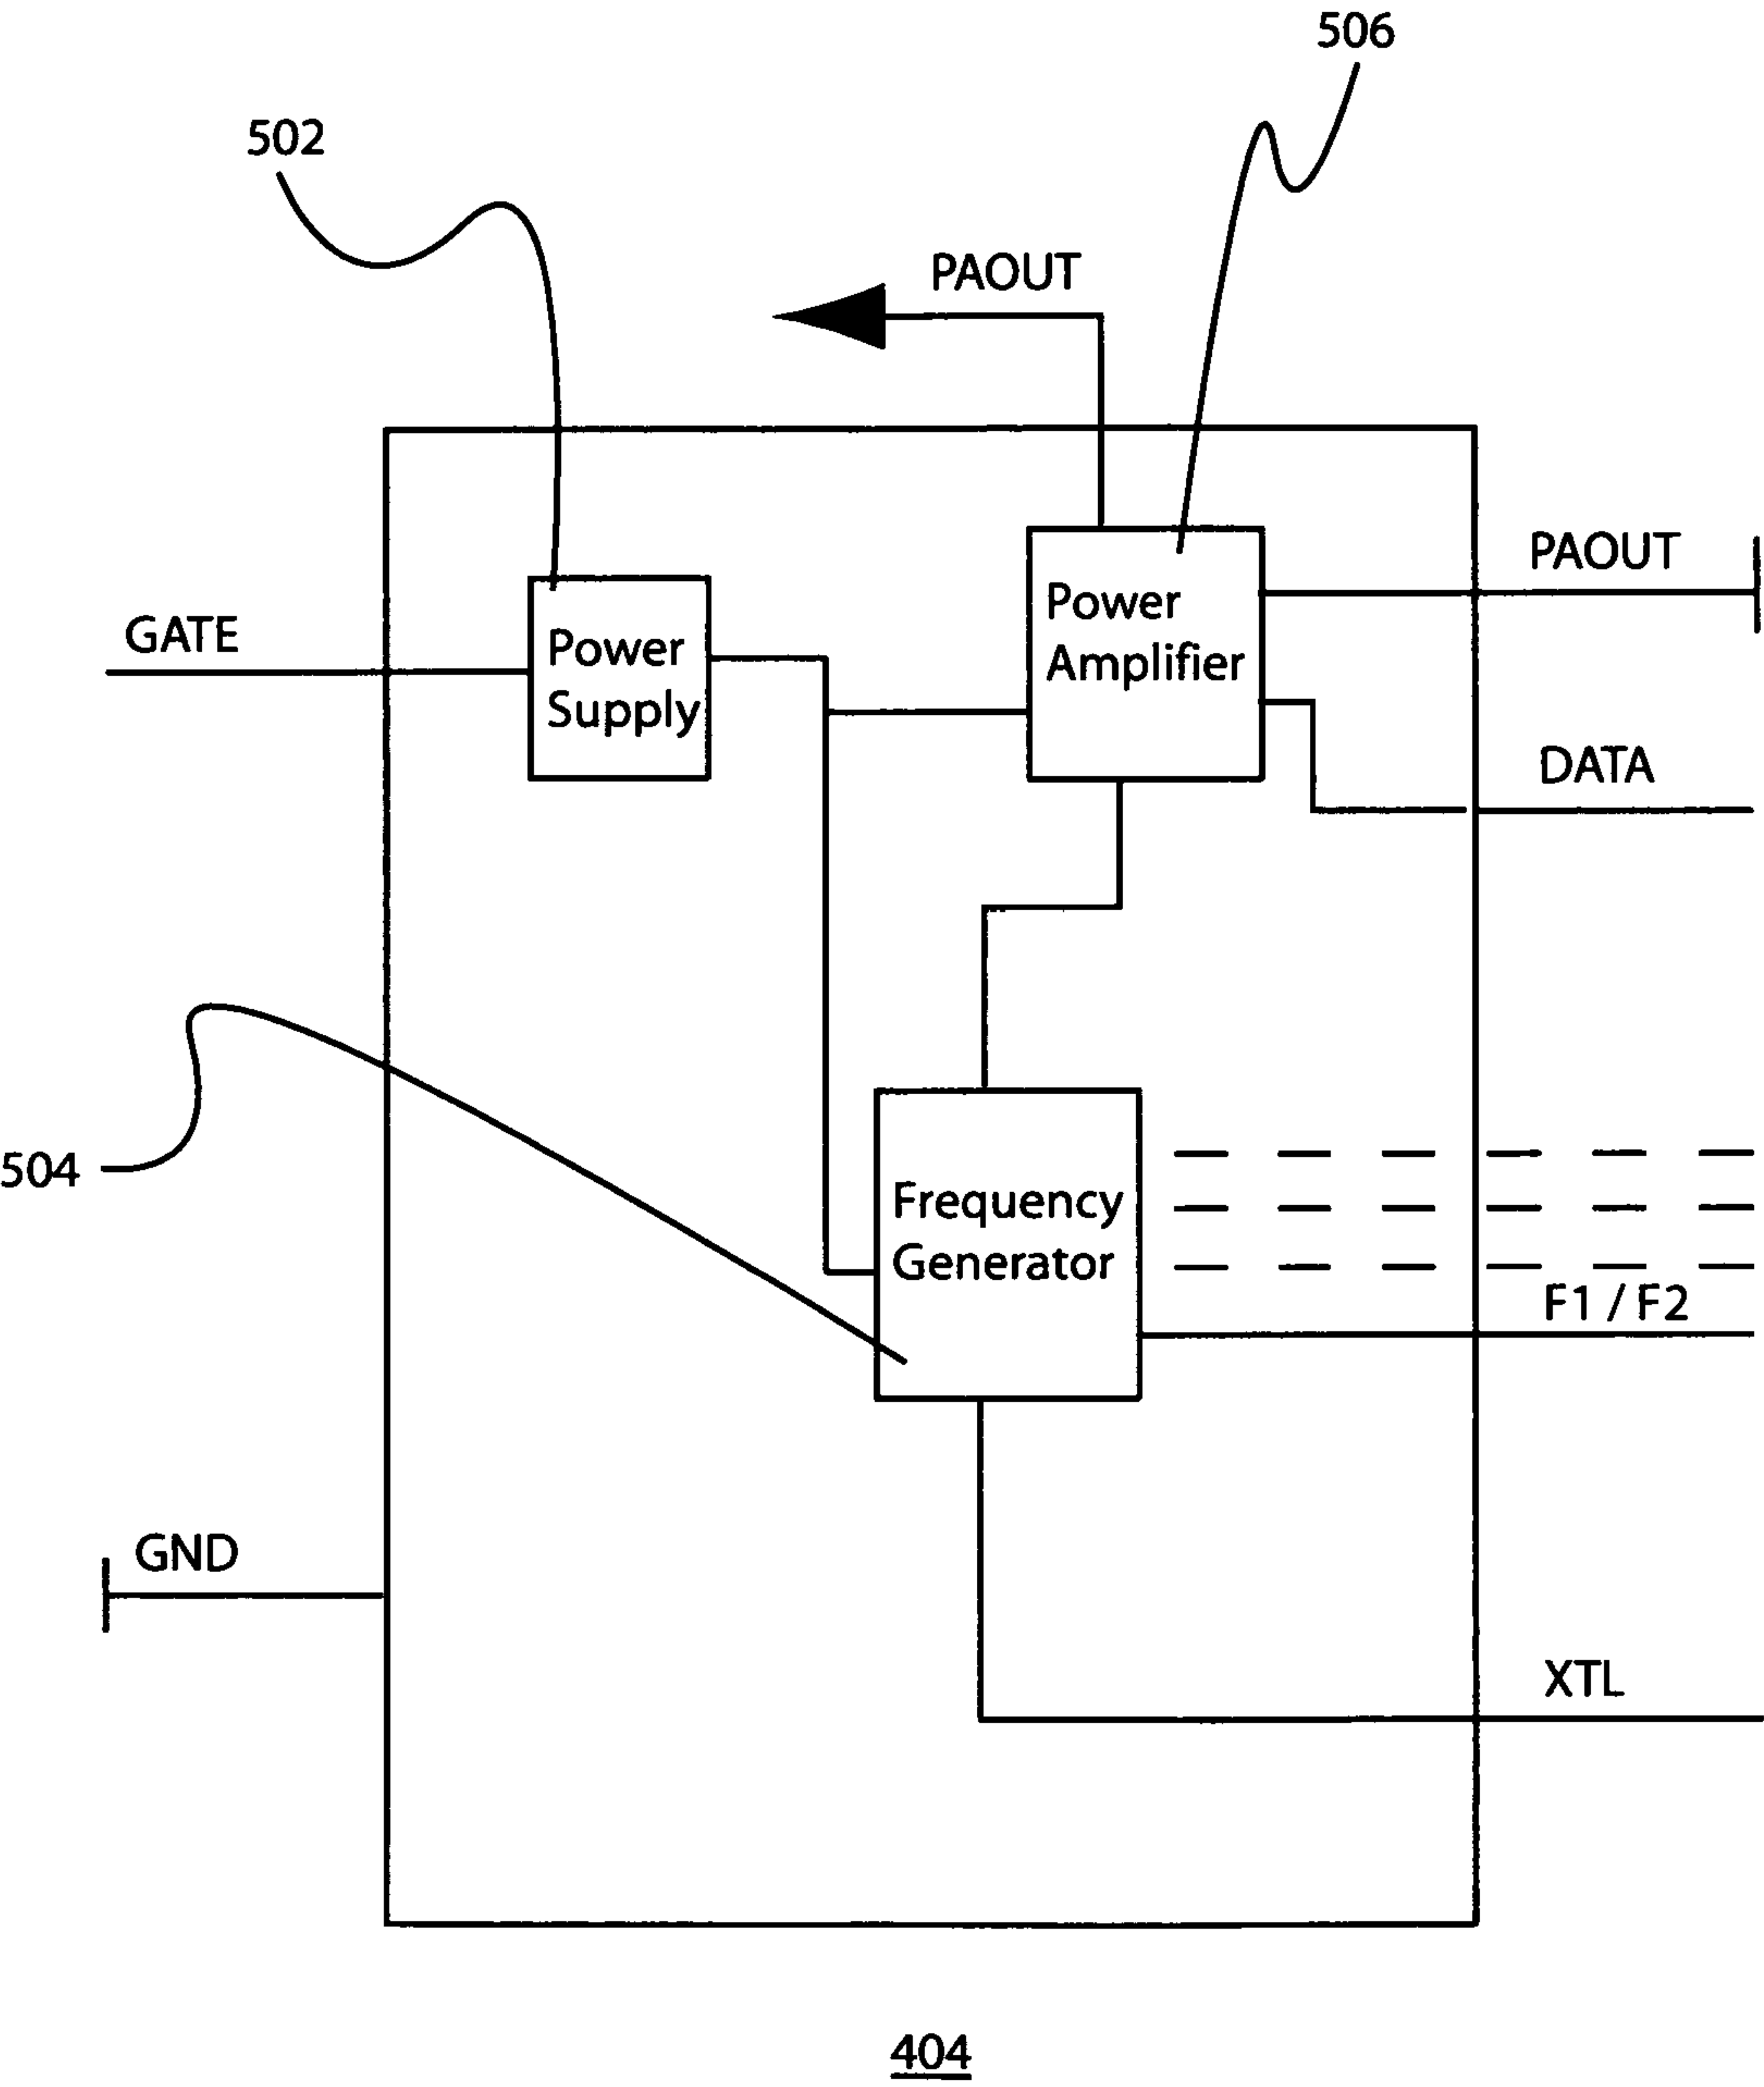 506
502
PAOUT
PAOUT
Power
Amplifier
GATE
Power
Supply
DATA
504
Frequency
Generator
F1 / F2
GND
XTL
404